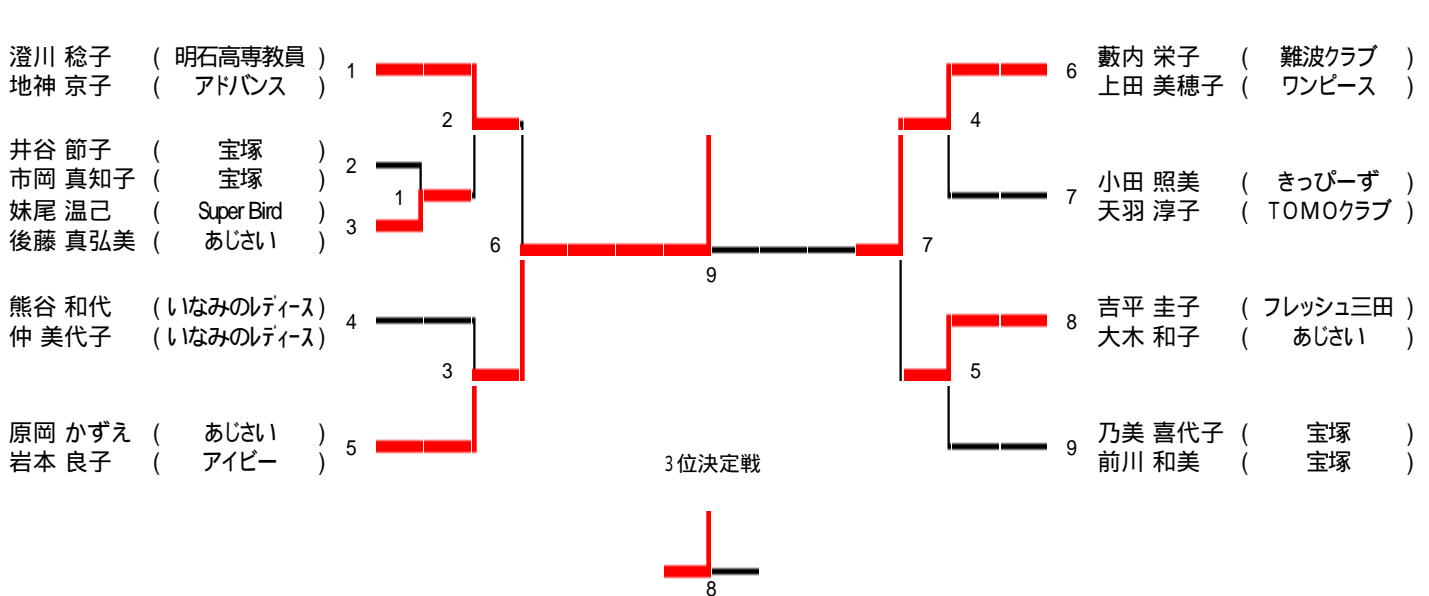 澄川 稔子 ( 明石高専教員 ) 1
地神 京子 ( アドバンス )
2
井谷 節子 ( 宝塚 ) 2
市岡 真知子 ( 宝塚 )
1
妹尾 温己 ( Super Bird ) 3
後藤 真弘美 ( あじさい )
6
熊谷 和代 ( いなみのレディース ) 4
仲 美代子 ( いなみのレディース )
3
原岡 かずえ ( あじさい ) 5
岩本 良子 ( アイビー )
9
3位決定戦
8
6 藪内 栄子 ( 難波クラブ )
上田 美穂子 ( ワンピース )
4
7 小田 照美 ( きっぴーず )
天羽 淳子 ( TOMOクラブ )
7
8 吉平 圭子 ( フレッシュ三田 )
大木 和子 ( あじさい )
5
9 乃美 喜代子 ( 宝塚 )
前川 和美 ( 宝塚 )